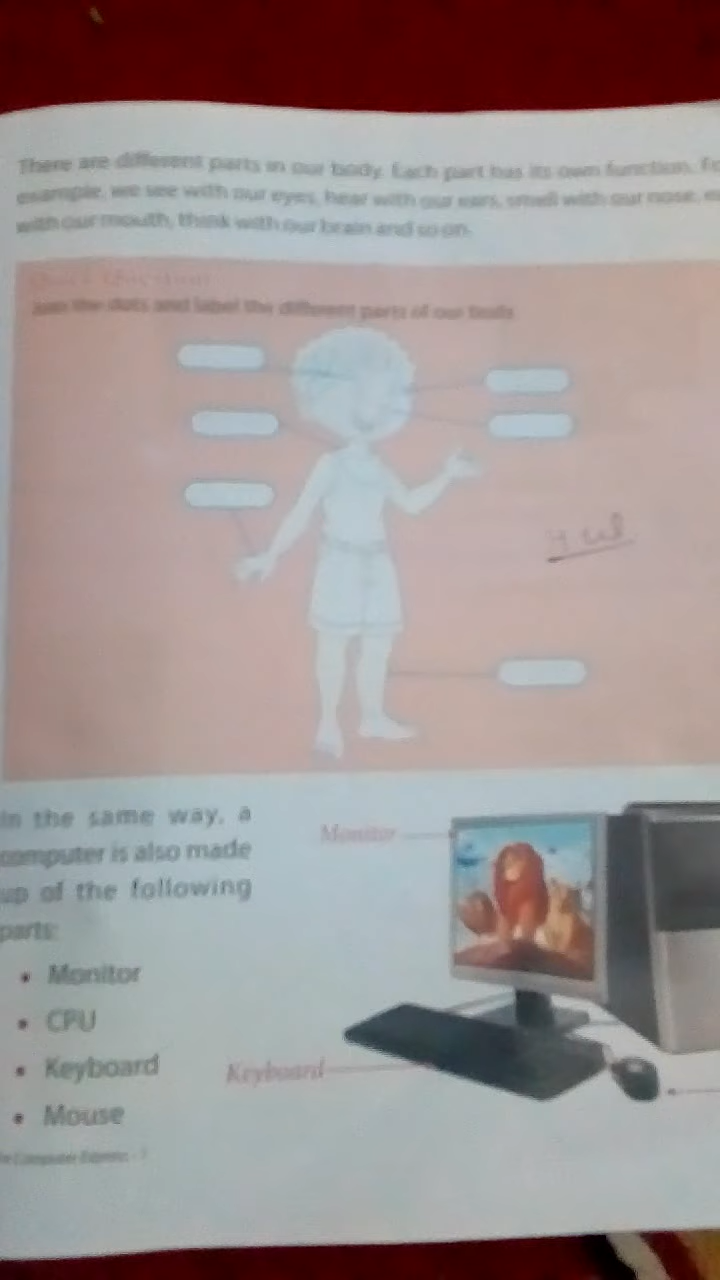 There are different parts in our body. Each part has its own function. Fo
example, we see with our eyes, hear with our ears, smell with our nose, e
with our mouth, think with our brain and so on.
Join the dots and label the different parts of our body
In the same way, a
computer is also made
up of the following
parts:
Monitor
• Monitor
• CPU
• Keyboard
Keyboard
• Mouse